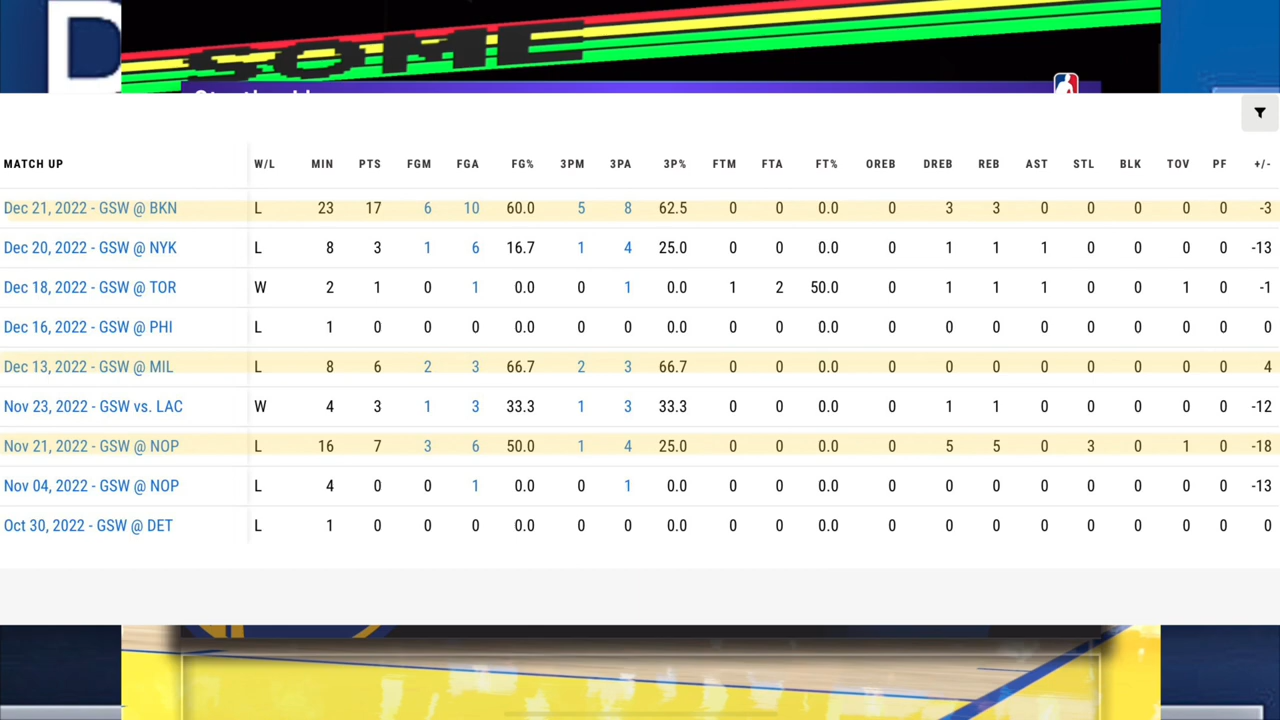 D
SOME
MATCH UP W/L MIN PTS FGM FGA FG% 3PM 3PA 3P% FTM FTA FT% OREB DREB REB AST STL BLK TOV PF +/-
Dec 21, 2022 - GSW @ BKN L 23 17 6 10 60.0 5 8 62.5 0 0 0.0 0 3 3 0 0 0 0 0 -3
Dec 20, 2022 - GSW @ NYK L 8 3 1 6 16.7 1 4 25.0 0 0 0.0 0 1 1 1 0 0 0 0 -13
Dec 18, 2022 - GSW @ TOR W 2 1 0 1 0.0 0 1 0.0 1 2 50.0 0 1 1 1 0 0 1 0 -1
Dec 16, 2022 - GSW @ PHI L 1 0 0 0 0.0 0 0 0.0 0 0 0.0 0 0 0 0 0 0 0 0 0
Dec 13, 2022 - GSW @ MIL L 8 6 2 3 66.7 2 3 66.7 0 0 0.0 0 0 0 0 0 0 0 0 4
Nov 23, 2022 - GSW vs. LAC W 4 3 1 3 33.3 1 3 33.3 0 0 0.0 0 1 1 0 0 0 0 0 -12
Nov 21, 2022 - GSW @ NOP L 16 7 3 6 50.0 1 4 25.0 0 0 0.0 0 5 5 0 3 0 1 0 -18
Nov 04, 2022 - GSW @ NOP L 4 0 0 1 0.0 0 1 0.0 0 0 0.0 0 0 0 0 0 0 0 0 -13
Oct 30, 2022 - GSW @ DET L 1 0 0 0 0.0 0 0 0.0 0 0 0.0 0 0 0 0 0 0 0 0 0